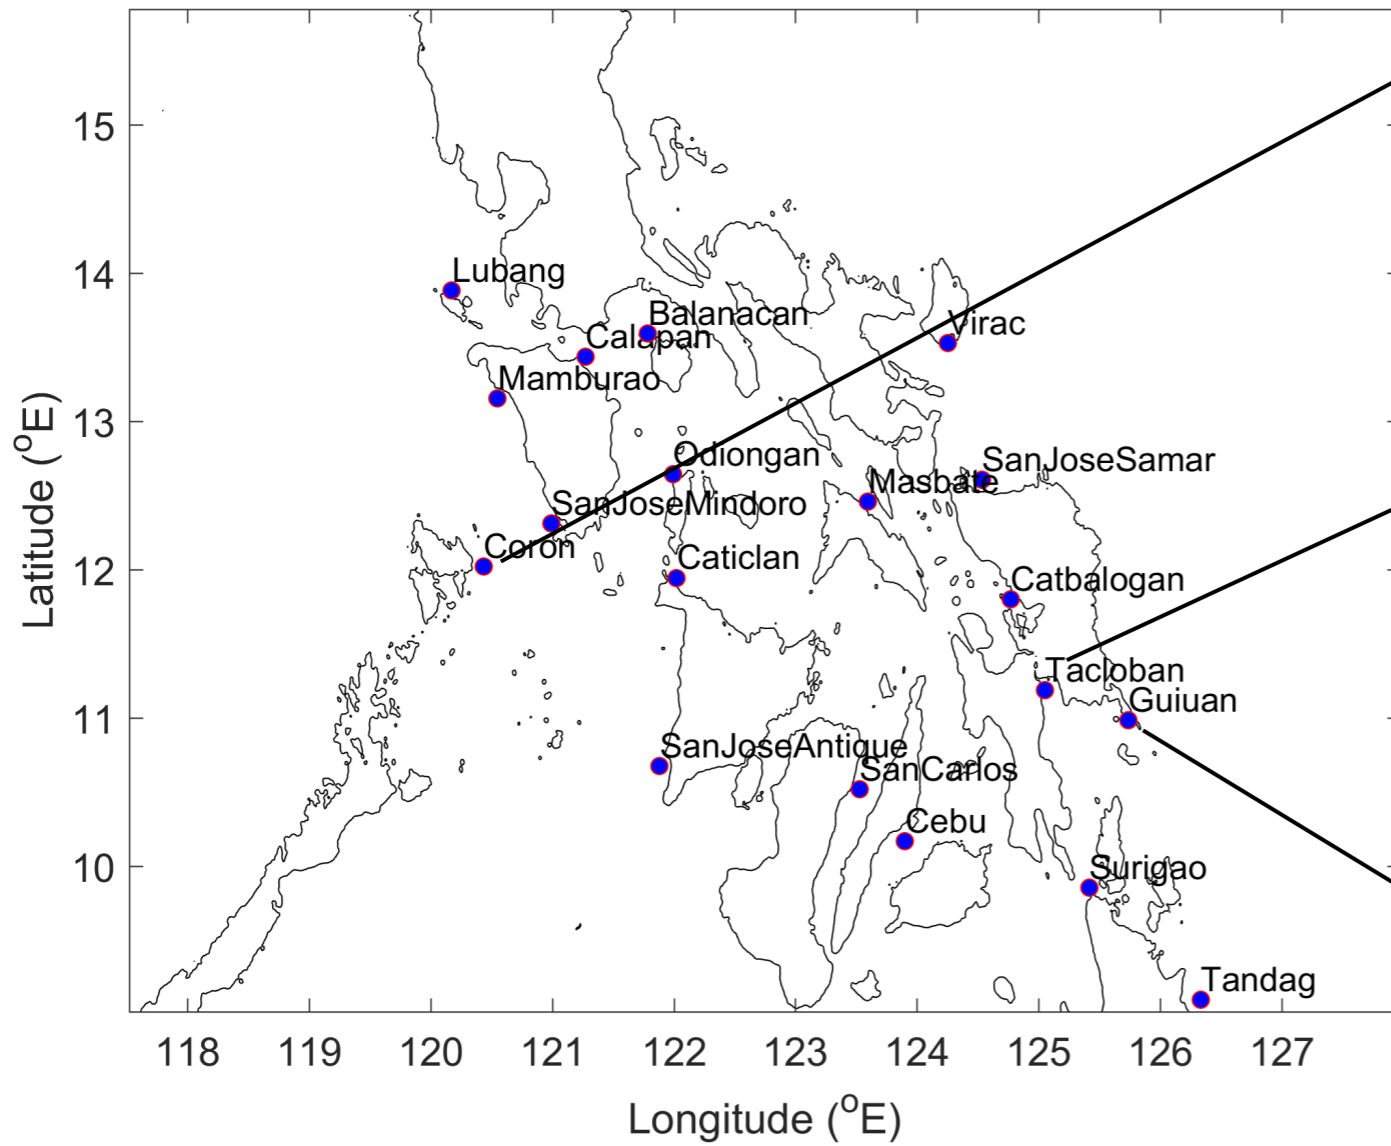 15
14
13
12
11
10
Latitude (°E)
Lubang
Balanacan
Calapan
Virac
Mamburao
Odiongan
SanJoseSamar
Masbate
SanJoseMindoro
Coron
Caticlan
Catbalogan
Tacloban
Guiuan
SanJoseAntique
SanCarlos
Cebu
Surigao
Tandag
118 119 120 121 122 123 124 125 126 127
Longitude (°E)